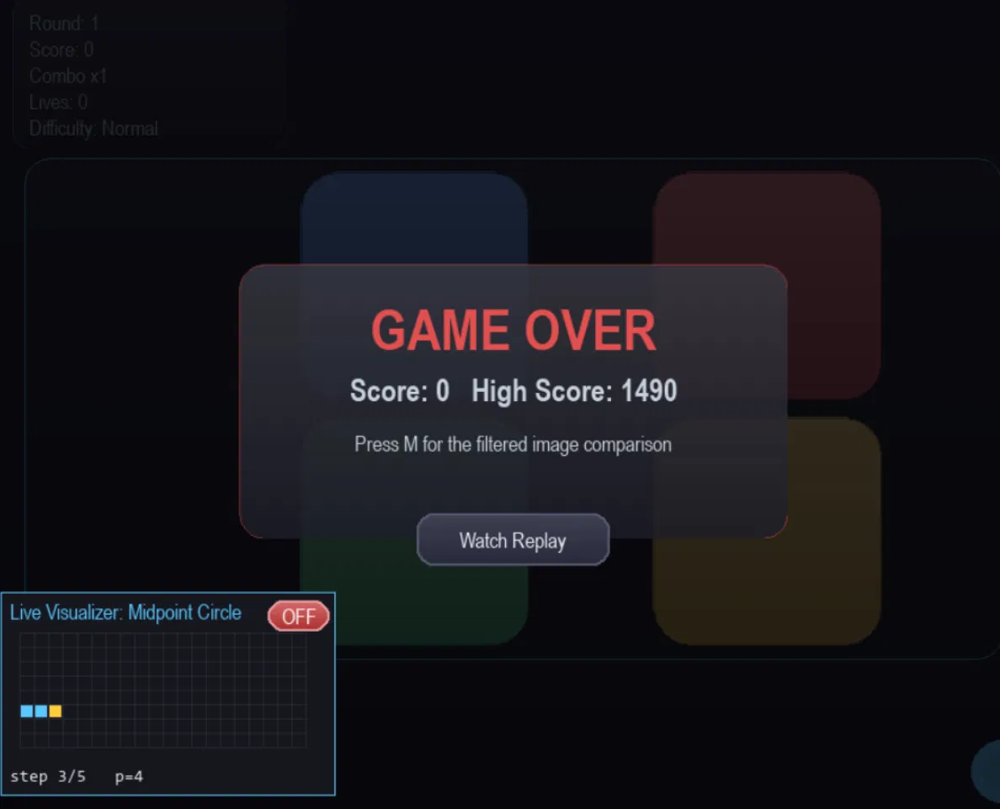 Round: 1
Score: 0
Combo x1
Lives: 0
Difficulty: Normal
GAME OVER
Score: 0 High Score: 1490
Press M for the filtered image comparison
Watch Replay
Live Visualizer: Midpoint Circle OFF
step 3/5 p=4